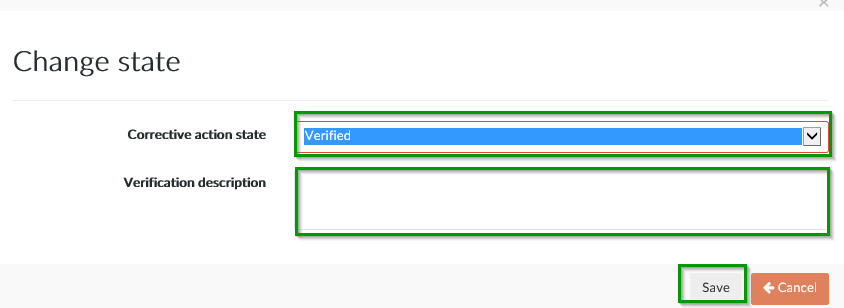 Change state
Corrective action state
Verified
Verification description
Save
Cancel